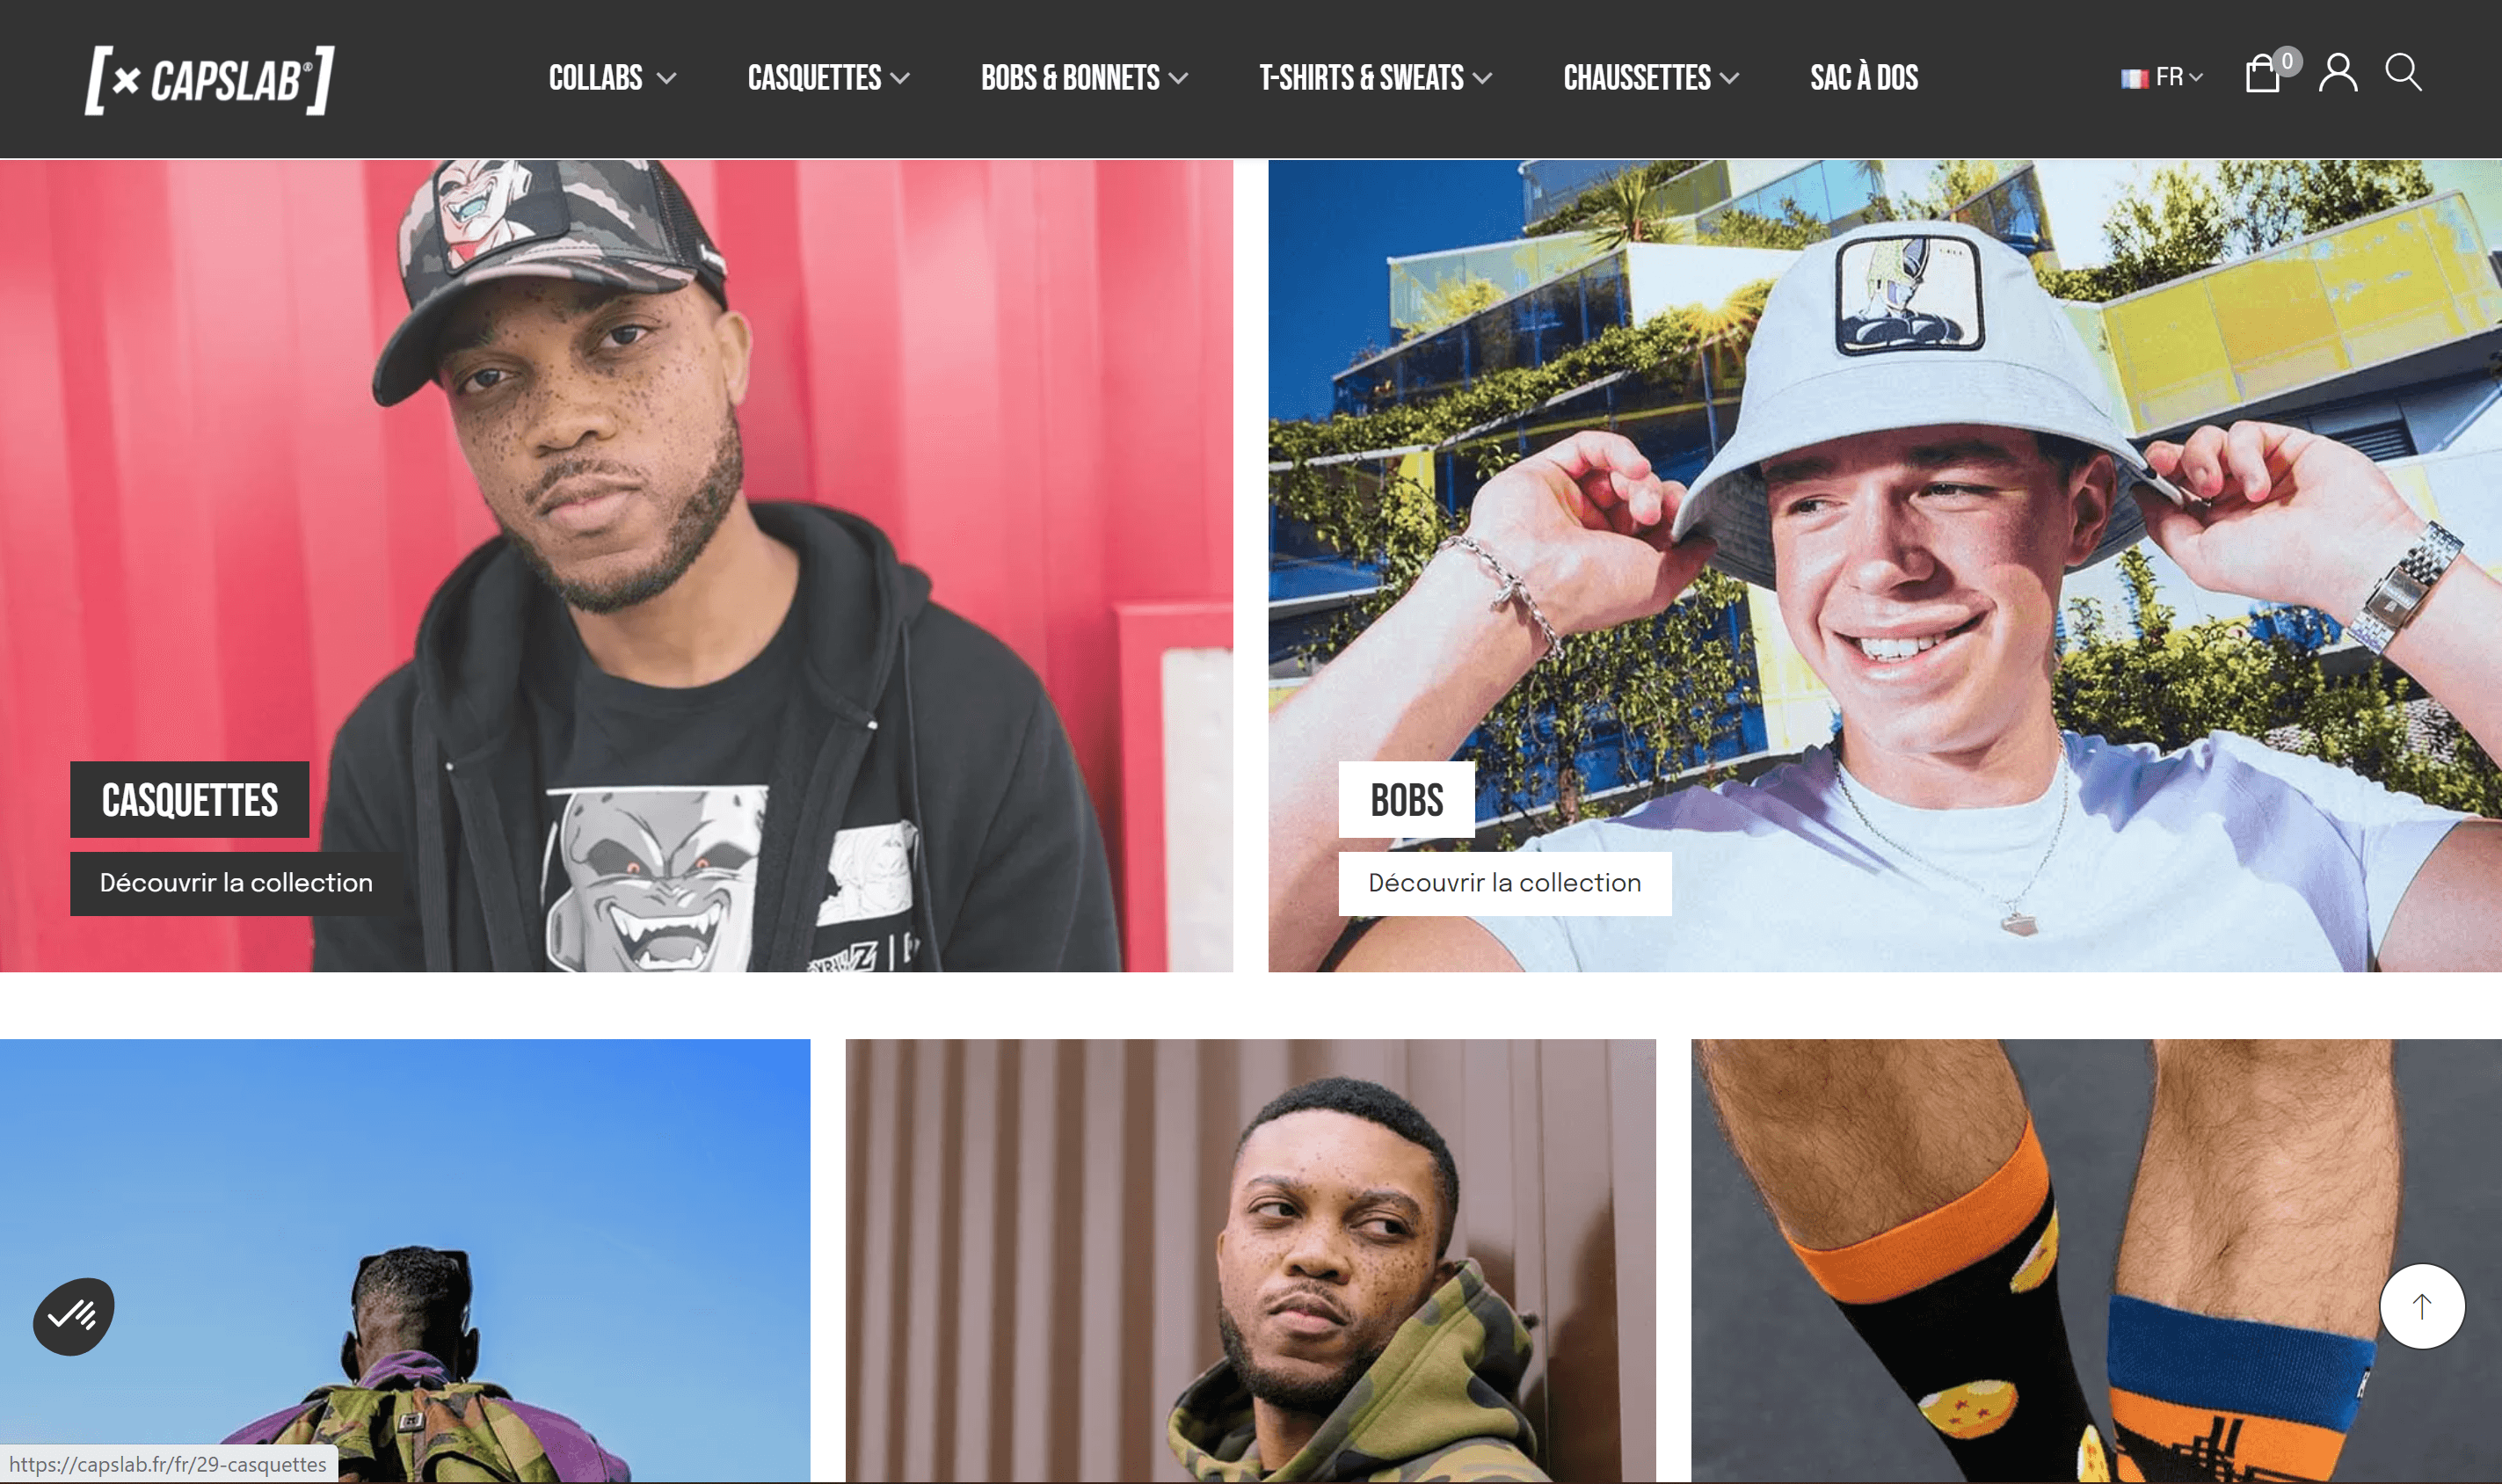 [× CAPSLAB®]
COLLABS
CASQUETTES
BOBS & BONNETS
T-SHIRTS & SWEATS
CHAUSSETTES
SAC À DOS
FR
0
CASQUETTES
Découvrir la collection
BOBS
Découvrir la collection
https://capslab.fr/fr/29-casquettes